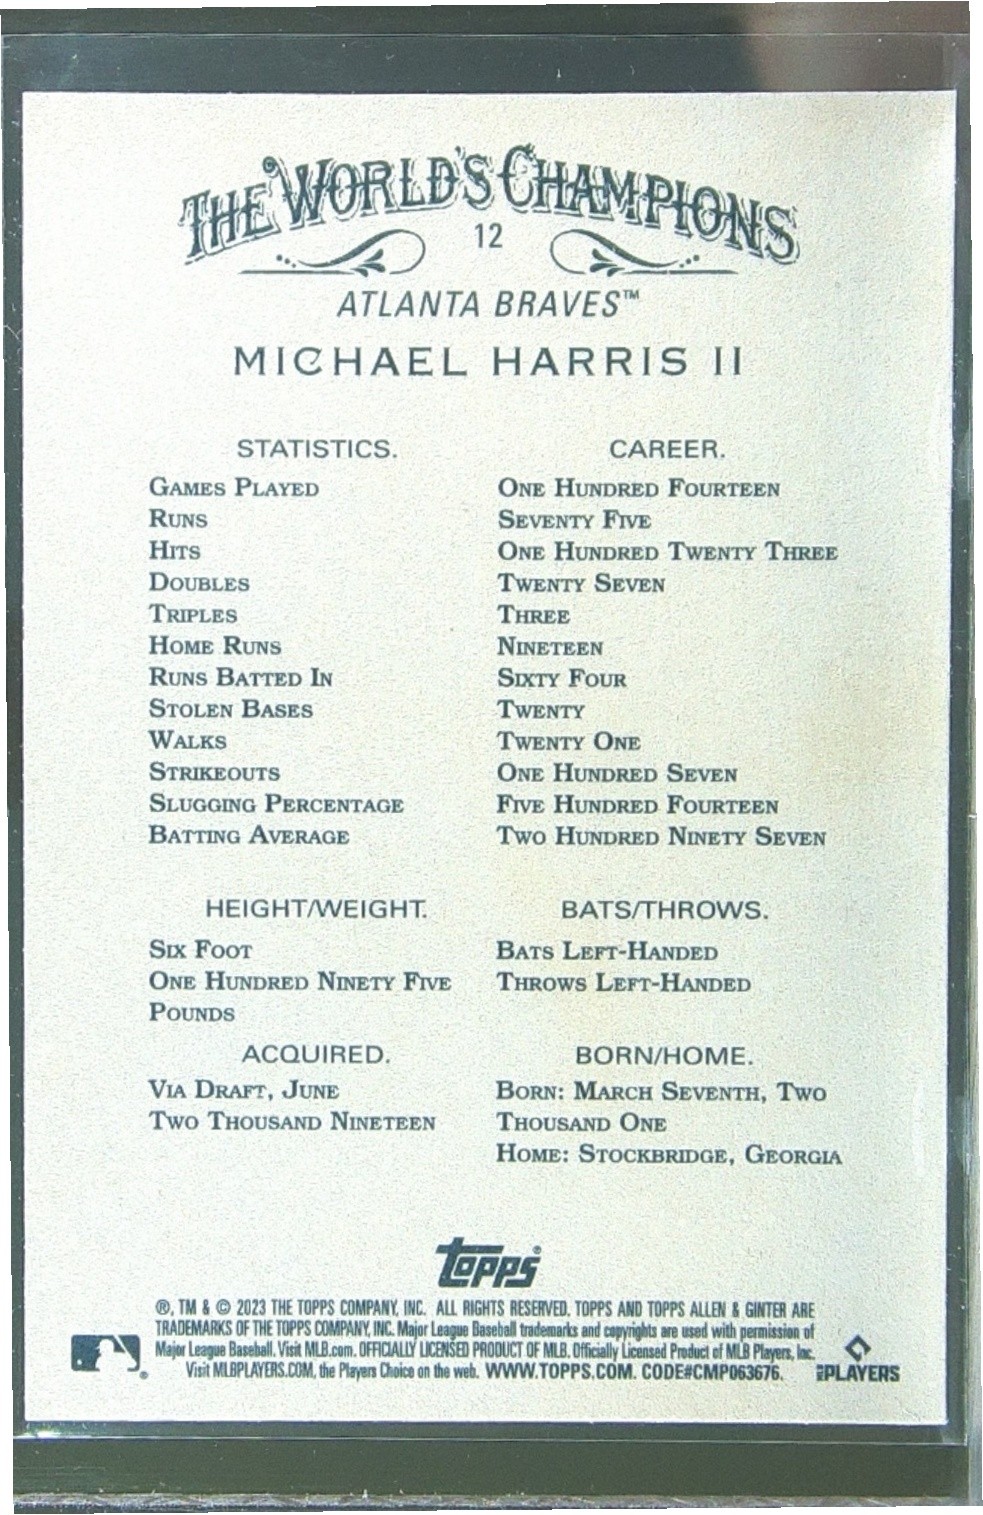 THE WORLD'S CHAMPIONS
12
ATLANTA BRAVES™
MICHAEL HARRIS II
STATISTICS. CAREER.
GAMES PLAYED ONE HUNDRED FOURTEEN
RUNS SEVENTY FIVE
HITS ONE HUNDRED TWENTY THREE
DOUBLES TWENTY SEVEN
TRIPLES THREE
HOME RUNS NINETEEN
RUNS BATTED IN SIXTY FOUR
STOLEN BASES TWENTY
WALKS TWENTY ONE
STRIKEOUTS ONE HUNDRED SEVEN
SLUGGING PERCENTAGE FIVE HUNDRED FOURTEEN
BATTING AVERAGE TWO HUNDRED NINETY SEVEN
HEIGHT/WEIGHT.
SIX FOOT
ONE HUNDRED NINETY FIVE
POUNDS
BATS/THROWS.
BATS LEFT-HANDED
THROWS LEFT-HANDED
ACQUIRED.
VIA DRAFT, JUNE
TWO THOUSAND NINETEEN
BORN/HOME.
BORN: MARCH SEVENTH, TWO
THOUSAND ONE
HOME: STOCKBRIDGE, GEORGIA
topps®
®, TM & © 2023 THE TOPPS COMPANY, INC. ALL RIGHTS RESERVED. TOPPS AND TOPPS ALLEN & GINTER ARE
TRADEMARKS OF THE TOPPS COMPANY, INC. Major League Baseball trademarks and copyrights are used with permission of
Major League Baseball. Visit MLB.com. OFFICIALLY LICENSED PRODUCT OF MLB. Officially Licensed Product of MLB Players, Inc.
Visit MLBPLAYERS.COM, the Players Choice on the web. WWW.TOPPS.COM. CODE#CMP063676.
MLB PLAYERS